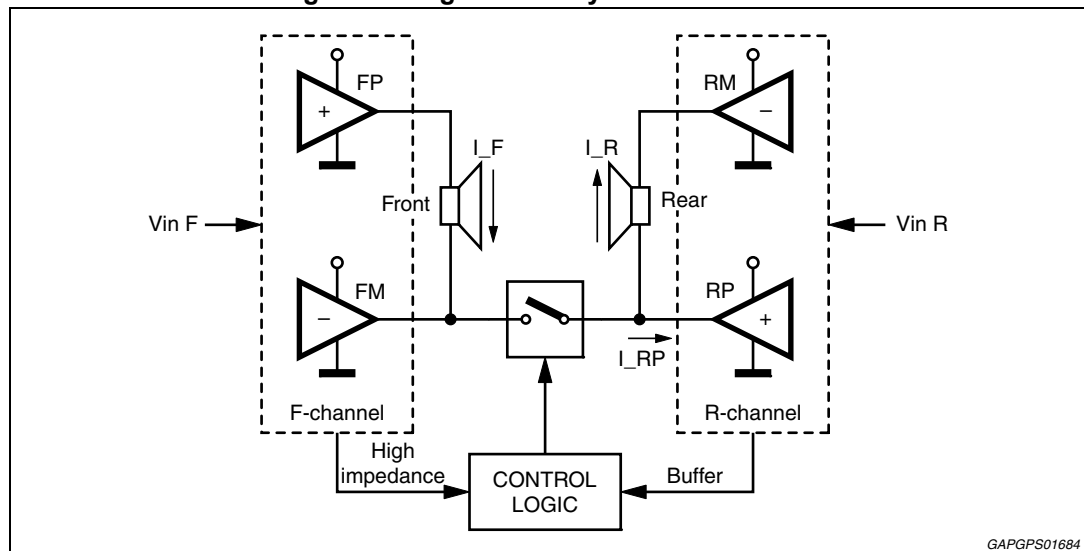 FP
RM
+
−
I_F
I_R
Front
Rear
Vin F
Vin R
FM
RP
−
+
I_RP
F-channel
R-channel
High
impedance
Buffer
CONTROL
LOGIC
GAPGPS01684